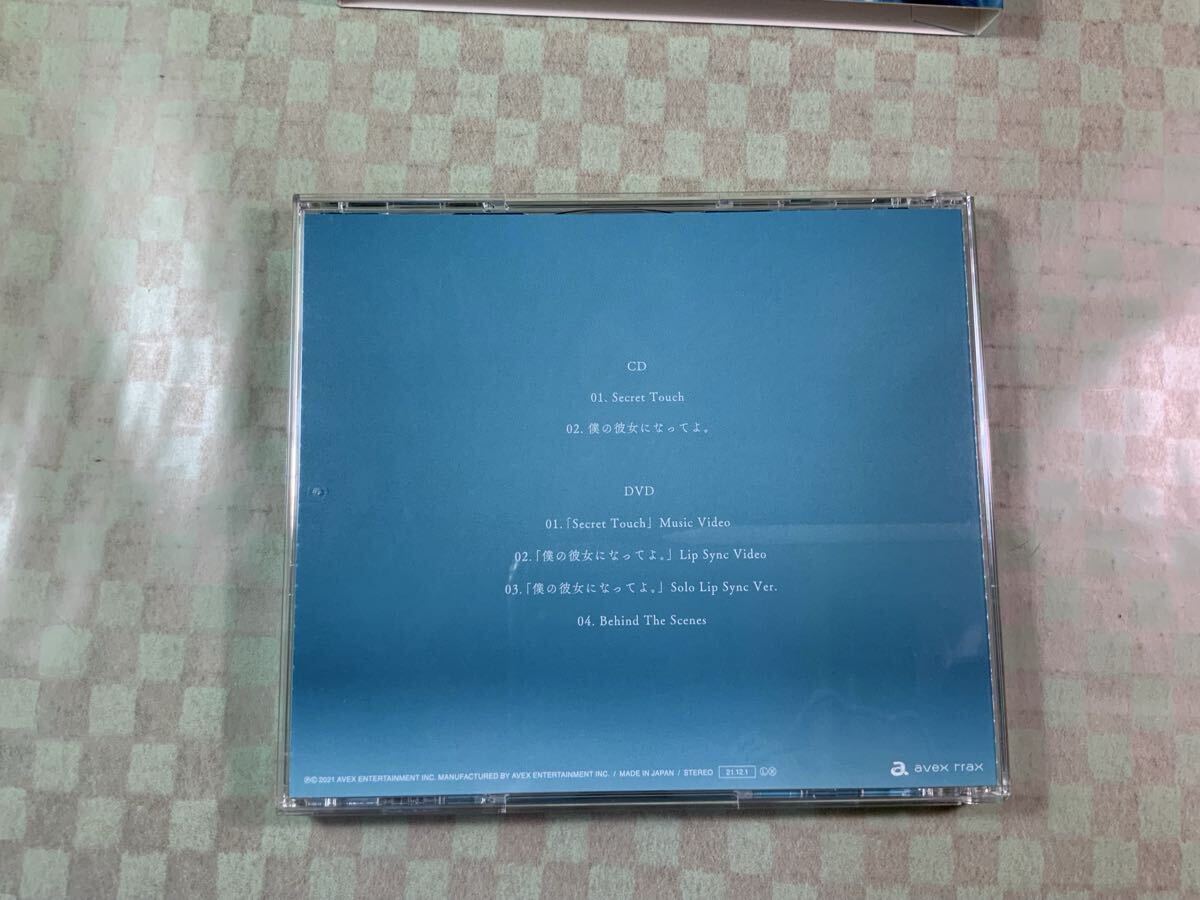 CD
01. Secret Touch
02. 僕の彼女になってよ。
DVD
01.「Secret Touch」Music Video
02.「僕の彼女になってよ。」Lip Sync Video
03.「僕の彼女になってよ。」Solo Lip Sync Ver.
04. Behind The Scenes
℗© 2021 AVEX ENTERTAINMENT INC. MANUFACTURED BY AVEX ENTERTAINMENT INC. / MADE IN JAPAN / STEREO 21.12.1 ⓁⓍ
a avex trax